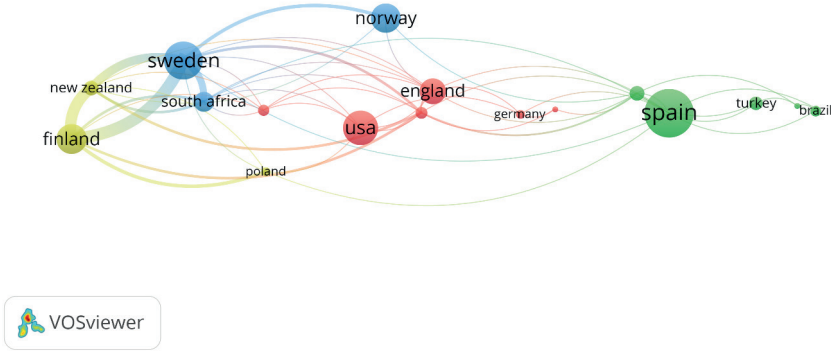 norway
sweden
new zealand
south africa
england
finland
usa
germany
spain
turkey
brazil
poland
VOSviewer